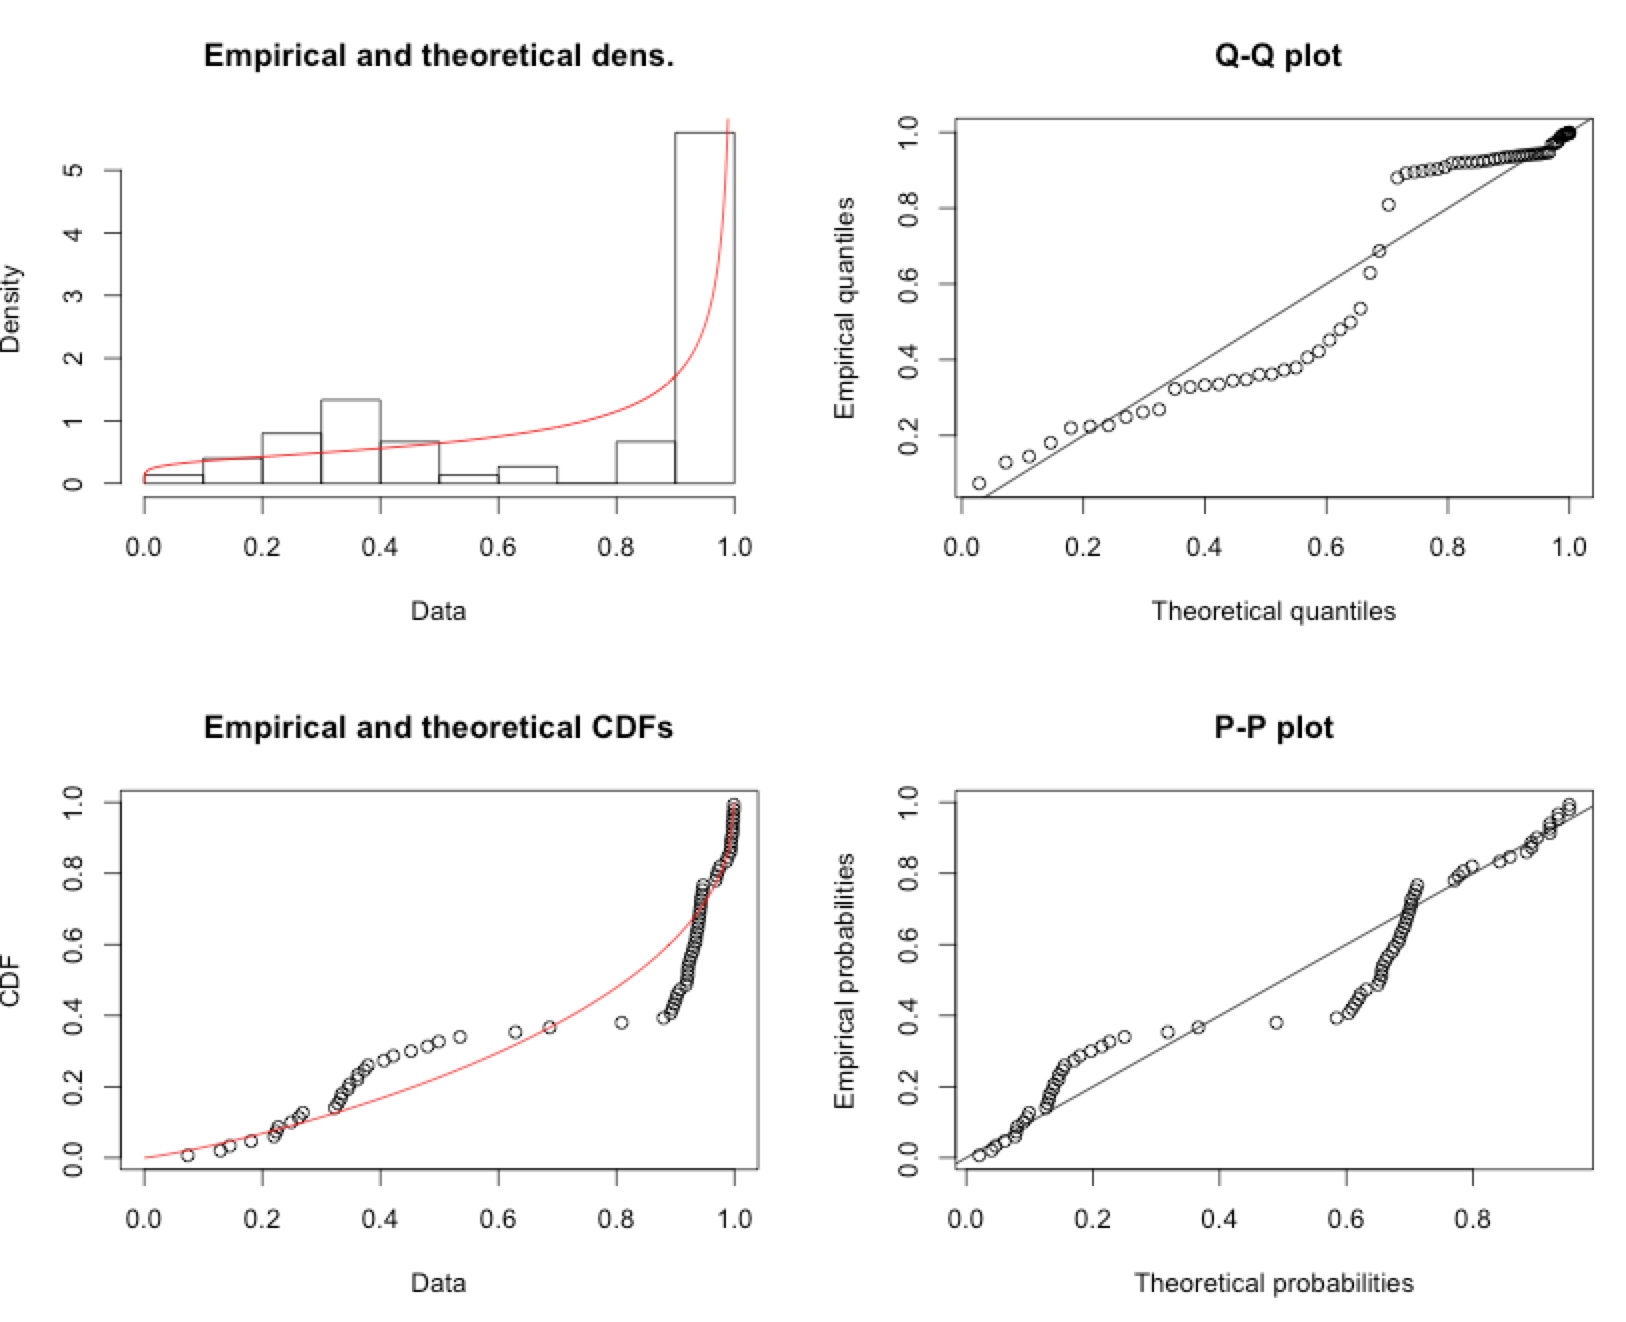 Empirical and theoretical dens.
Density
5
4
3
2
1
0
0.0 0.2 0.4 0.6 0.8 1.0
Data
Q-Q plot
Empirical quantiles
1.0
0.8
0.6
0.4
0.2
0.0 0.2 0.4 0.6 0.8 1.0
Theoretical quantiles
Empirical and theoretical CDFs
CDF
1.0
0.8
0.6
0.4
0.2
0.0
0.0 0.2 0.4 0.6 0.8 1.0
Data
P-P plot
Empirical probabilities
1.0
0.8
0.6
0.4
0.2
0.0
0.0 0.2 0.4 0.6 0.8
Theoretical probabilities